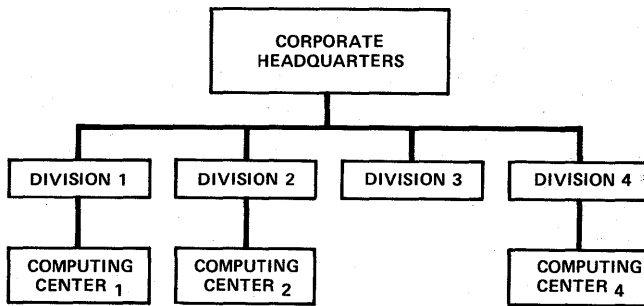 CORPORATE
HEADQUARTERS
DIVISION 1
DIVISION 2
DIVISION 3
DIVISION 4
COMPUTING
CENTER 1
COMPUTING
CENTER 2
COMPUTING
CENTER 4